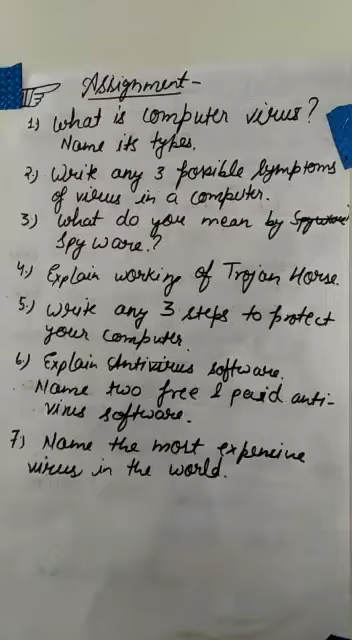 Assignment-
1) What is computer virus?
Name its types.
2) Write any 3 possible symptoms
of virus in a computer.
3) What do you mean by Spyware
Spy ware.?
4) Explain working of Trojan Horse.
5) Write any 3 steps to protect
your computer.
6) Explain Antivirus software.
Name two free & paid anti-
virus software.
7) Name the most expencive
virus in the world.